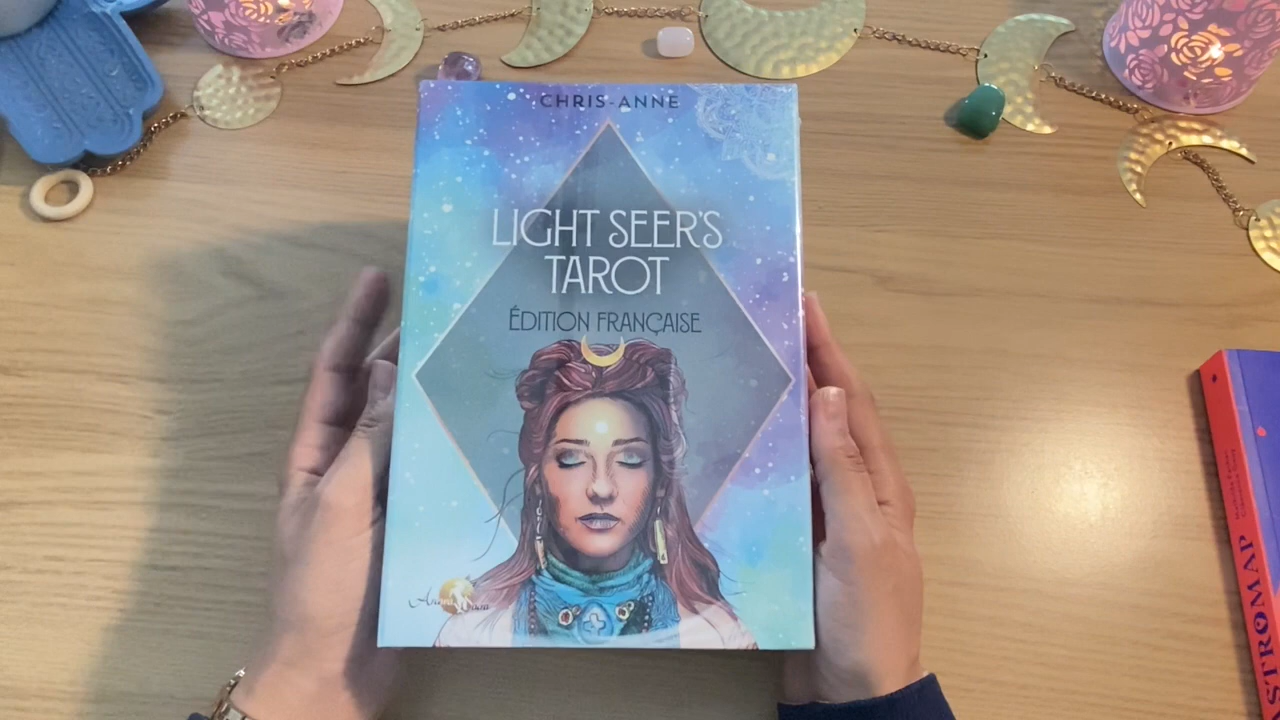 CHRIS-ANNE
LIGHT SEER'S
TAROT
ÉDITION FRANÇAISE
STROMAP